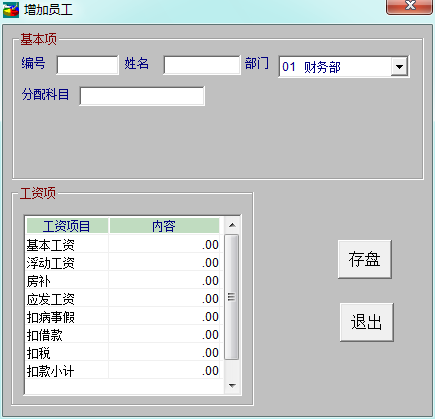 增加员工
基本项
编号 姓名 部门 01 财务部
分配科目
工资项
工资项目 内容
基本工资 .00
浮动工资 .00
房补 .00
应发工资 .00
扣病事假 .00
扣借款 .00
扣税 .00
扣款小计 .00
存盘
退出